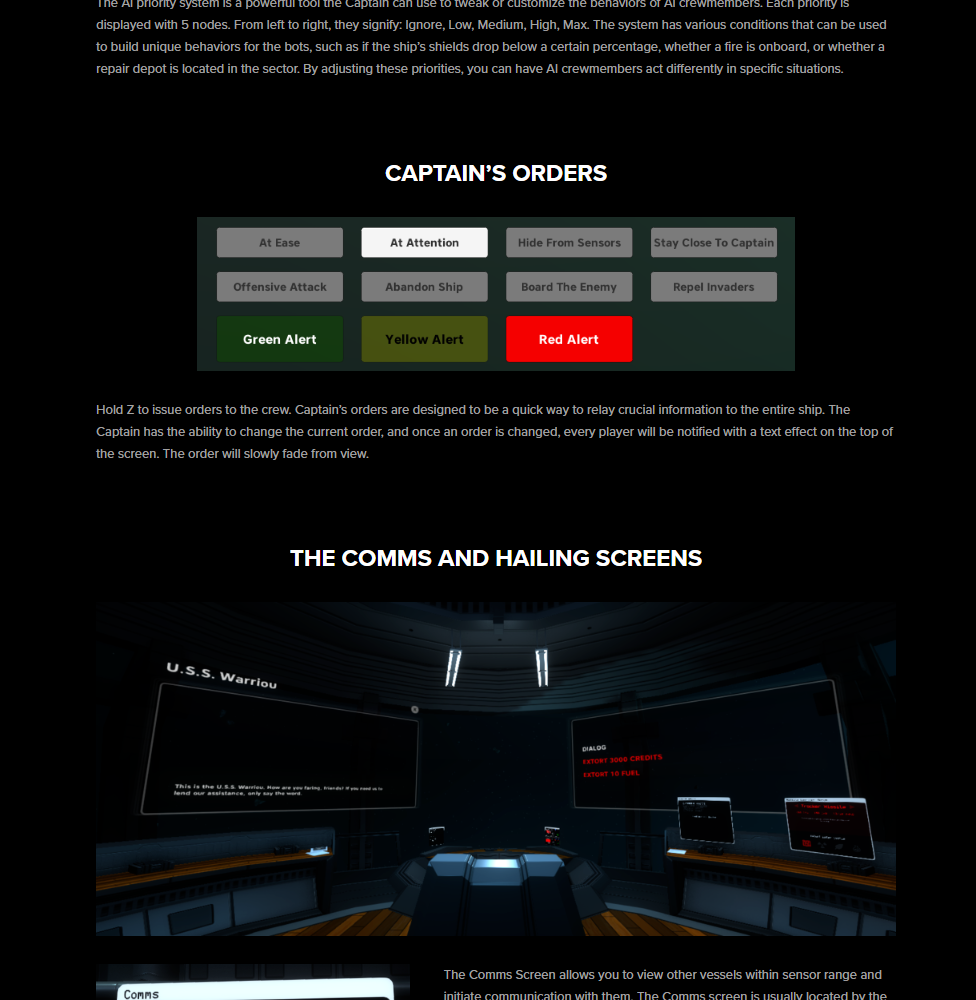 The AI priority system is a powerful tool the Captain can use to tweak or customize the behaviors of AI crewmembers. Each priority is
displayed with 5 nodes. From left to right, they signify: Ignore, Low, Medium, High, Max. The system has various conditions that can be used
to build unique behaviors for the bots, such as if the ship’s shields drop below a certain percentage, whether a fire is onboard, or whether a
repair depot is located in the sector. By adjusting these priorities, you can have AI crewmembers act differently in specific situations.
CAPTAIN’S ORDERS
At Ease
At Attention
Hide From Sensors
Stay Close To Captain
Offensive Attack
Abandon Ship
Board The Enemy
Repel Invaders
Green Alert
Yellow Alert
Red Alert
Hold Z to issue orders to the crew. Captain’s orders are designed to be a quick way to relay crucial information to the entire ship. The
Captain has the ability to change the current order, and once an order is changed, every player will be notified with a text effect on the top of
the screen. The order will slowly fade from view.
THE COMMS AND HAILING SCREENS
U.S.S. Warriou
This is the U.S.S. Warriou. How are you faring, friends? If you need us to
lend our assistance, only say the word.
DIALOG
EXTORT 3000 CREDITS
EXTORT 10 FUEL
Comms
The Comms Screen allows you to view other vessels within sensor range and
initiate communication with them. The Comms screen is usually located by the